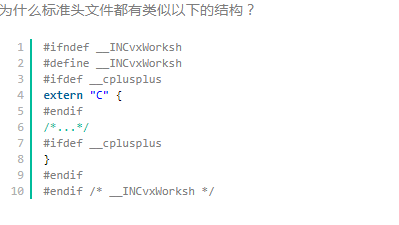 为什么标准头文件都有类似以下的结构？
1 #ifndef __INCvxWorksh
2 #define __INCvxWorksh
3 #ifdef __cplusplus
4 extern "C" {
5 #endif
6 /*...*/
7 #ifdef __cplusplus
8 }
9 #endif
10 #endif /* __INCvxWorksh */